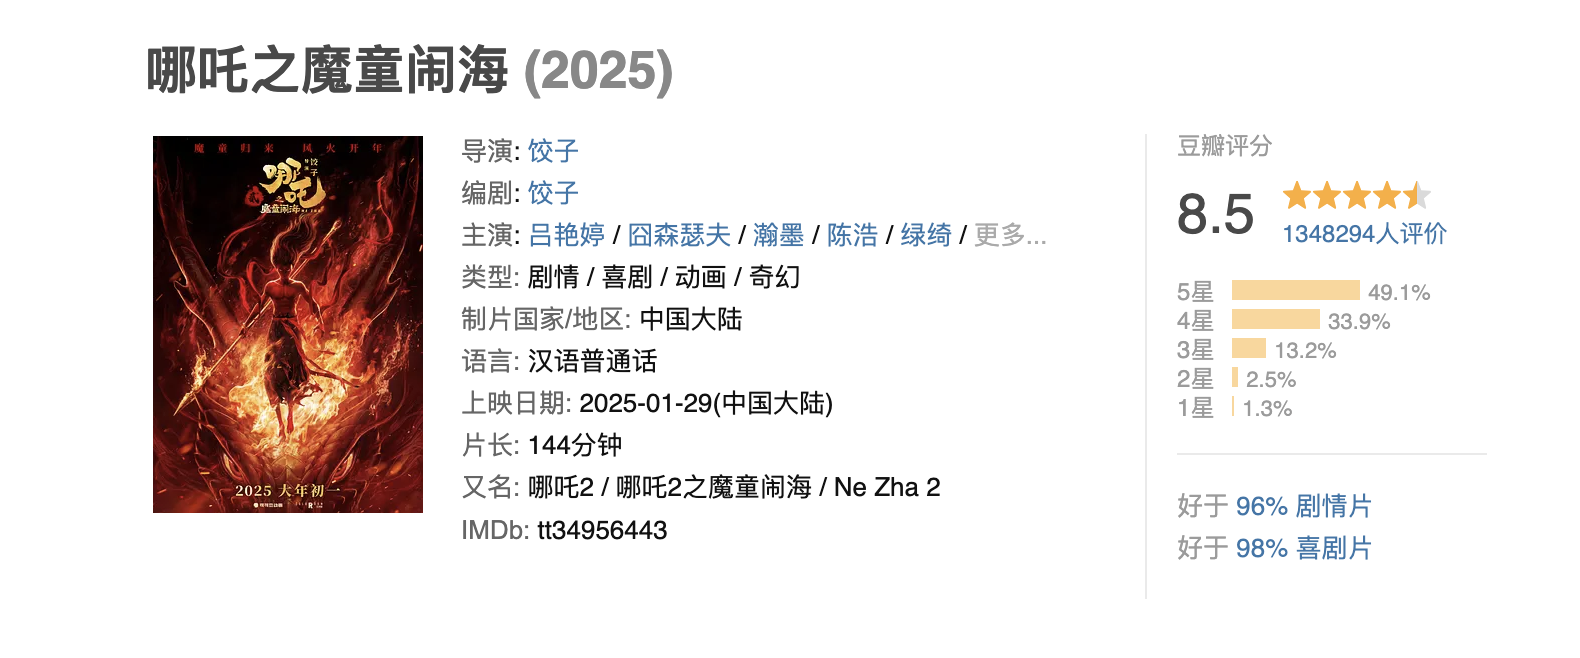 哪吒之魔童闹海 (2025)
魔童归来 风火开年
导演 饺子
哪吒
之
魔童闹海
2025 大年初一
导演: 饺子
编剧: 饺子
主演: 吕艳婷 / 囧森瑟夫 / 瀚墨 / 陈浩 / 绿绮 / 更多...
类型: 剧情 / 喜剧 / 动画 / 奇幻
制片国家/地区: 中国大陆
语言: 汉语普通话
上映日期: 2025-01-29(中国大陆)
片长: 144分钟
又名: 哪吒2 / 哪吒2之魔童闹海 / Ne Zha 2
IMDb: tt34956443
豆瓣评分
8.5
1348294人评价
5星 49.1%
4星 33.9%
3星 13.2%
2星 2.5%
1星 1.3%
好于 96% 剧情片
好于 98% 喜剧片